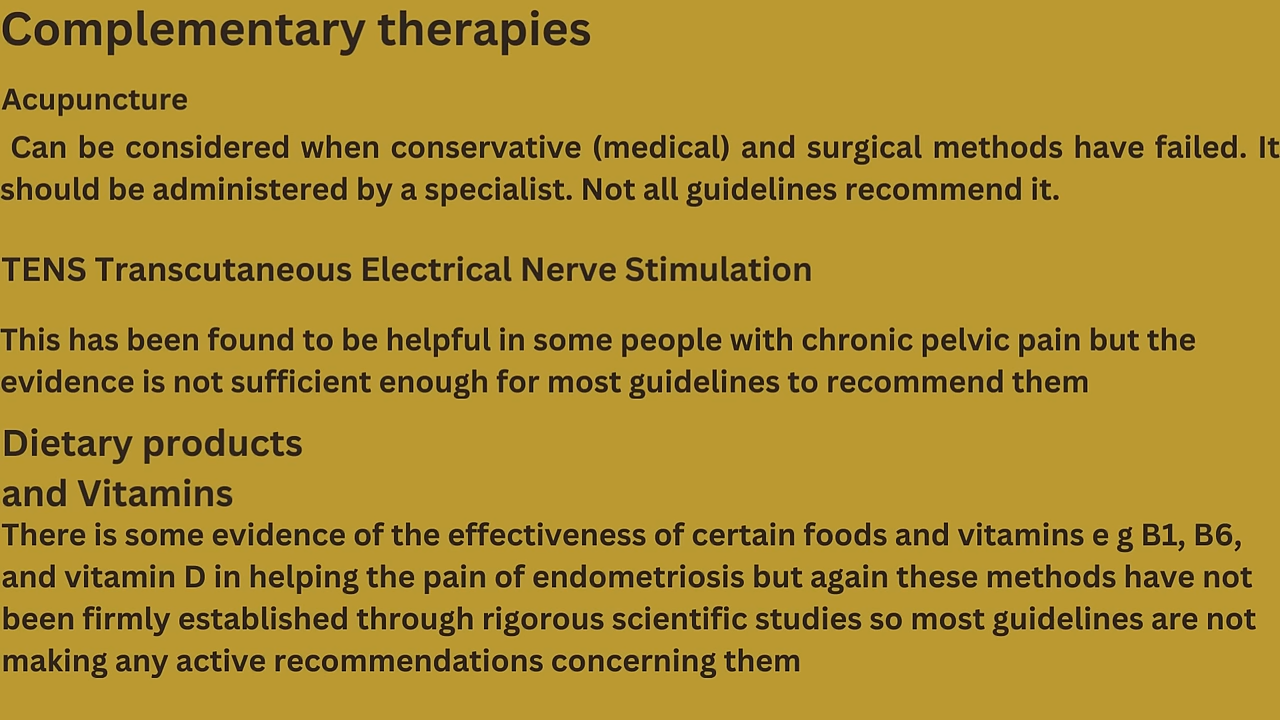 Complementary therapies
Acupuncture
Can be considered when conservative (medical) and surgical methods have failed. It
should be administered by a specialist. Not all guidelines recommend it.
TENS Transcutaneous Electrical Nerve Stimulation
This has been found to be helpful in some people with chronic pelvic pain but the
evidence is not sufficient enough for most guidelines to recommend them
Dietary products
and Vitamins
There is some evidence of the effectiveness of certain foods and vitamins e g B1, B6,
and vitamin D in helping the pain of endometriosis but again these methods have not
been firmly established through rigorous scientific studies so most guidelines are not
making any active recommendations concerning them